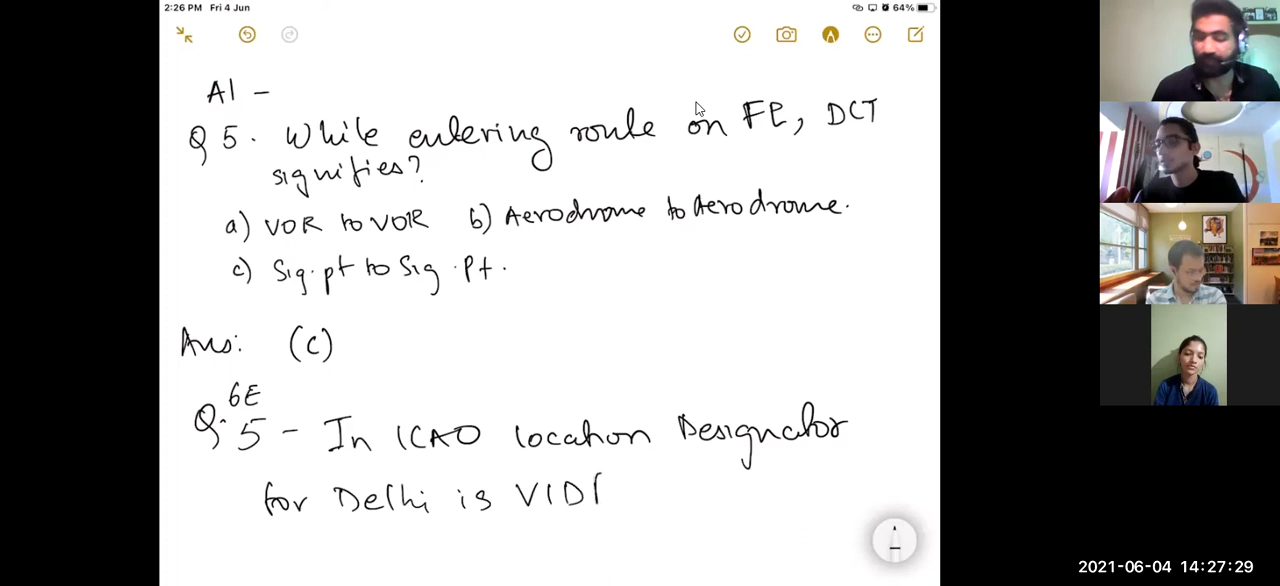 2:26 PM Fri 4 Jun
64%
AI -
Q 5. While entering route on FPL, DCT
signifies?
a) VOR to VOR b) Aerodrome to Aerodrome.
c) Sig. pt to Sig. Pt.
Ans: (c)
6E
Q. 5 - In ICAO location Designator
for Delhi is VID
2021-06-04 14:27:29